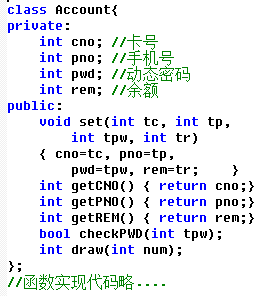 class Account{
private:
int cno; //卡号
int pno; //手机号
int pwd; //动态密码
int rem; //余额
public:
void set(int tc, int tp,
int tpw, int tr)
{ cno=tc, pno=tp,
pwd=tpw, rem=tr; }
int getCNO() { return cno;}
int getPNO() { return pno;}
int getREM() { return rem;}
bool checkPWD(int tpw);
int draw(int num);
};
//函数实现代码略....